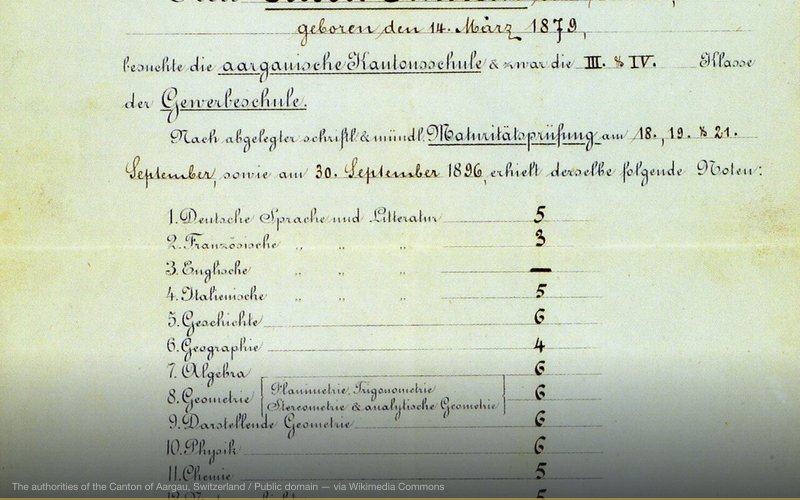 geboren den 14. März 1879,
besuchte die aargauische Kantonsschule & zwar die III. & IV. Klasse
der Gewerbeschule.
Nach abgelegter schriftl. & mündl. Maturitätsprüfung am 18., 19. & 21.
September, sowie am 30. September 1896, erhielt derselbe folgende Noten:
1. Deutsche Sprache und Litteratur 5
2. Französische „ „ „ 3
3. Englische „ „ „ —
4. Italienische „ „ „ 5
5. Geschichte 6
6. Geographie 4
7. Algebra 6
8. Geometrie { Planimetrie, Trigonometrie
Stereometrie & analytische Geometrie } 6
9. Darstellende Geometrie 6
10. Physik 6
11. Chemie 5
The authorities of the Canton of Aargau, Switzerland / Public domain — via Wikimedia Commons